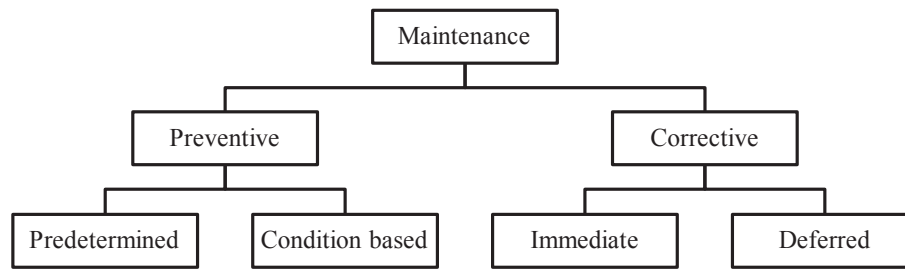 Maintenance
Preventive
Corrective
Predetermined
Condition based
Immediate
Deferred